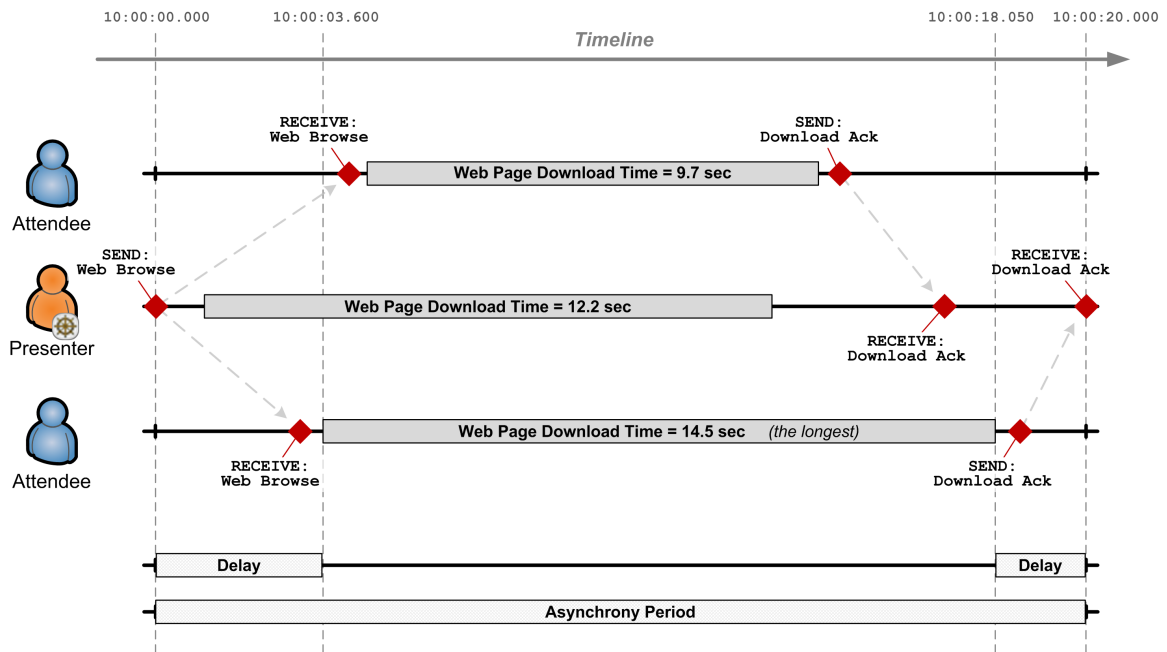 10:00:00.000
10:00:03.600
10:00:18.050
10:00:20.000
Timeline
RECEIVE:
Web Browse
SEND:
Download Ack
Web Page Download Time = 9.7 sec
Attendee
SEND:
Web Browse
RECEIVE:
Download Ack
Web Page Download Time = 12.2 sec
Presenter
RECEIVE:
Download Ack
Web Page Download Time = 14.5 sec (the longest)
Attendee
RECEIVE:
Web Browse
SEND:
Download Ack
Delay
Delay
Asynchrony Period